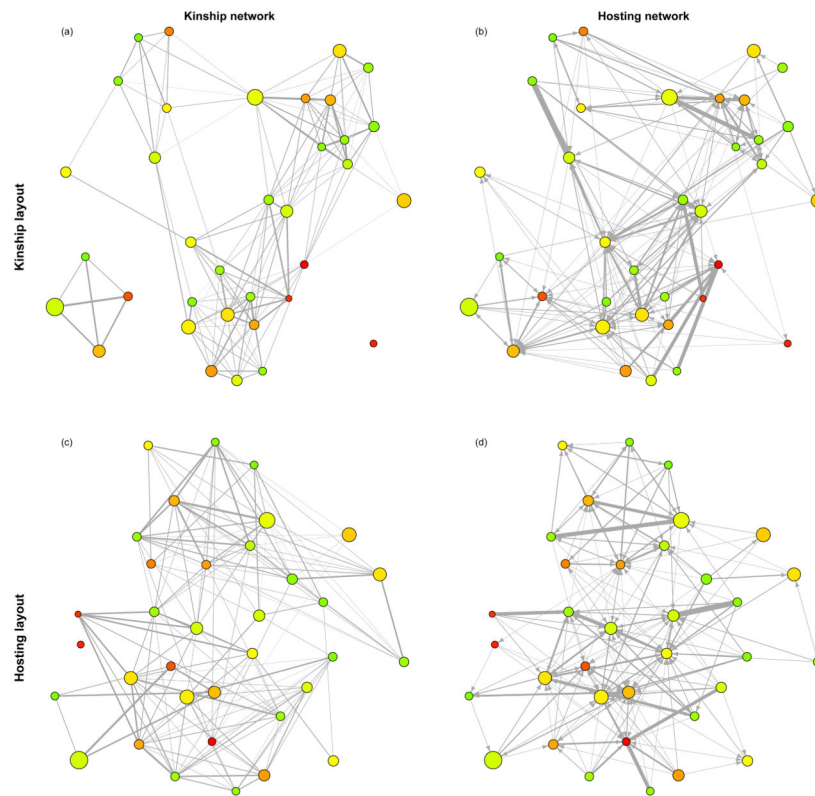 Kinship network
Hosting network
(a)
(b)
Kinship layout
(c)
(d)
Hosting layout